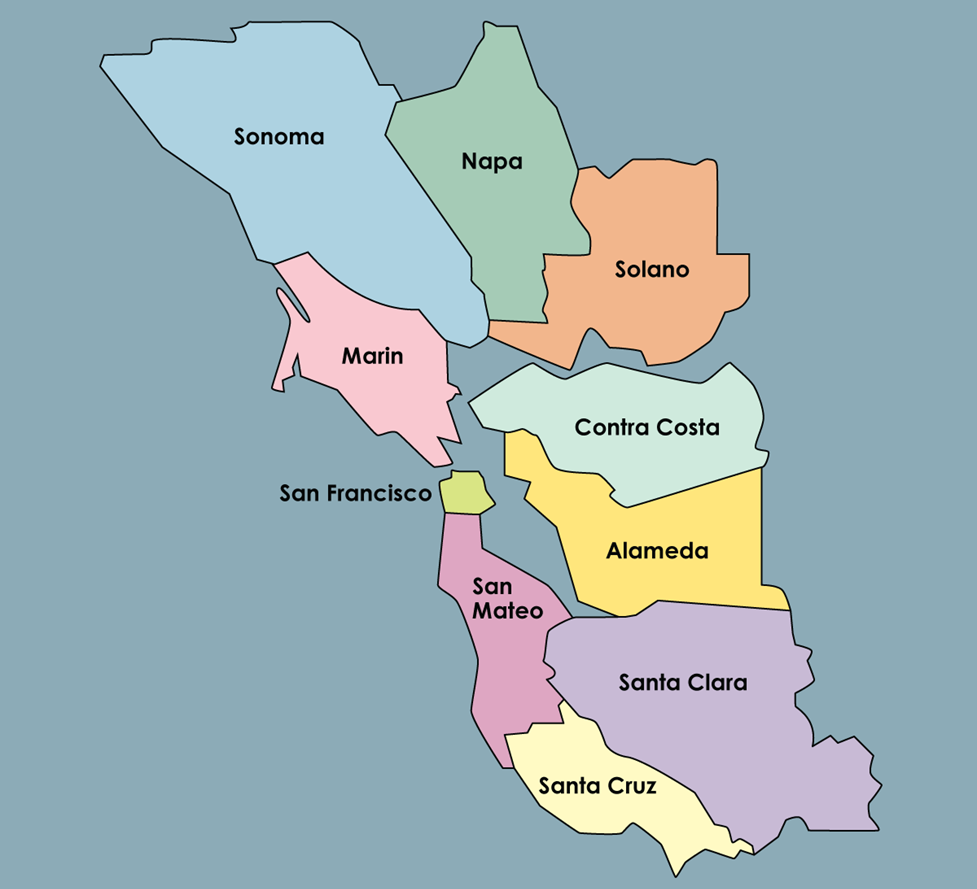 Sonoma
Napa
Solano
Marin
Contra Costa
San Francisco
Alameda
San
Mateo
Santa Clara
Santa Cruz